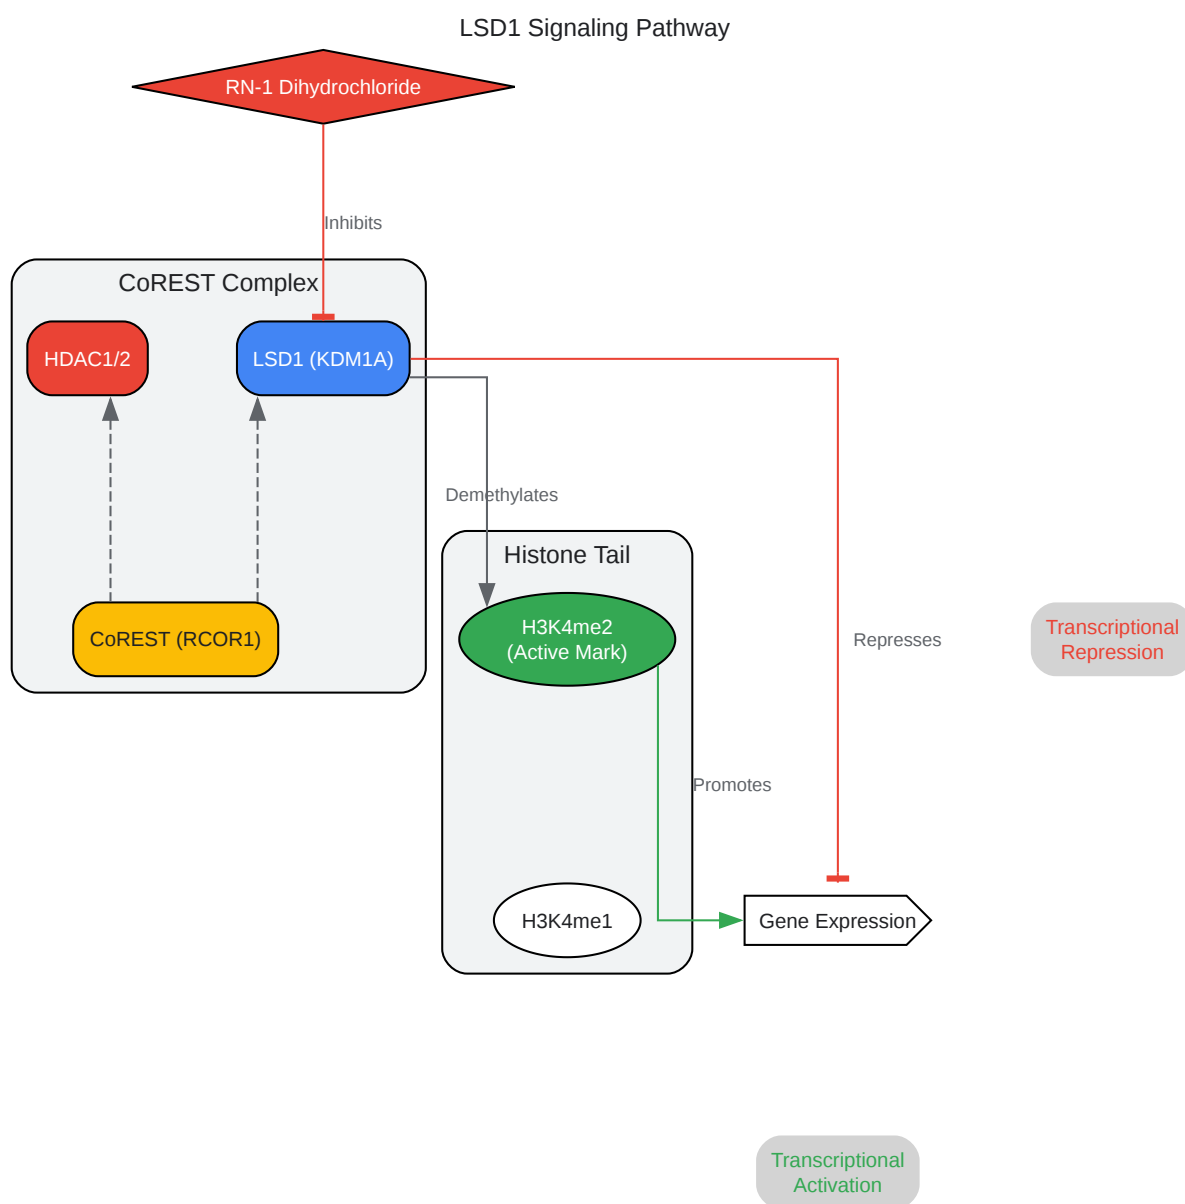 LSD1 Signaling Pathway
RN-1 Dihydrochloride
Inhibits
CoREST Complex
HDAC1/2
LSD1 (KDM1A)
Demethylates
Histone Tail
CoREST (RCOR1)
H3K4me2
(Active Mark)
Represses
Transcriptional
Repression
Promotes
H3K4me1
Gene Expression
Transcriptional
Activation